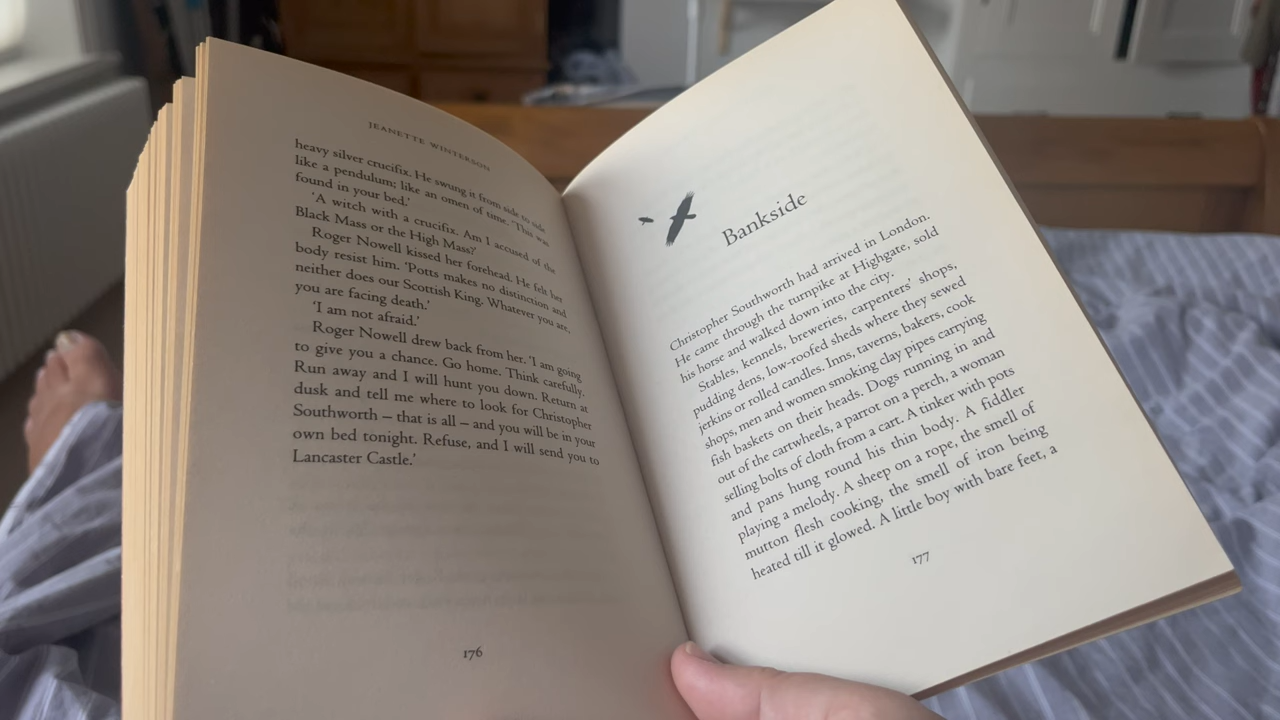 JEANETTE WINTERSON
heavy silver crucifix. He swung it from side to side
like a pendulum; like an omen of time. 'This was
found in your bed.'
'A witch with a crucifix. Am I accused of the
Black Mass or the High Mass?'
Roger Nowell kissed her forehead. He felt her
body resist him. 'Potts makes no distinction and
neither does our Scottish King. Whatever you are,
you are facing death.'
'I am not afraid.'
Roger Nowell drew back from her. 'I am going
to give you a chance. Go home. Think carefully.
Run away and I will hunt you down. Return at
dusk and tell me where to look for Christopher
Southworth – that is all – and you will be in your
own bed tonight. Refuse, and I will send you to
Lancaster Castle.'
176
Bankside
Christopher Southworth had arrived in London.
He came through the turnpike at Highgate, sold
his horse and walked down into the city.
Stables, kennels, breweries, carpenters' shops,
pudding dens, low-roofed sheds where they sewed
jerkins or rolled candles. Inns, taverns, bakers, cook
shops, men and women smoking clay pipes carrying
fish baskets on their heads. Dogs running in and
out of the cartwheels, a parrot on a perch, a woman
selling bolts of cloth from a cart. A tinker with pots
and pans hung round his thin body. A fiddler
playing a melody. A sheep on a rope, the smell of
mutton flesh cooking, the smell of iron being
heated till it glowed. A little boy with bare feet, a
177